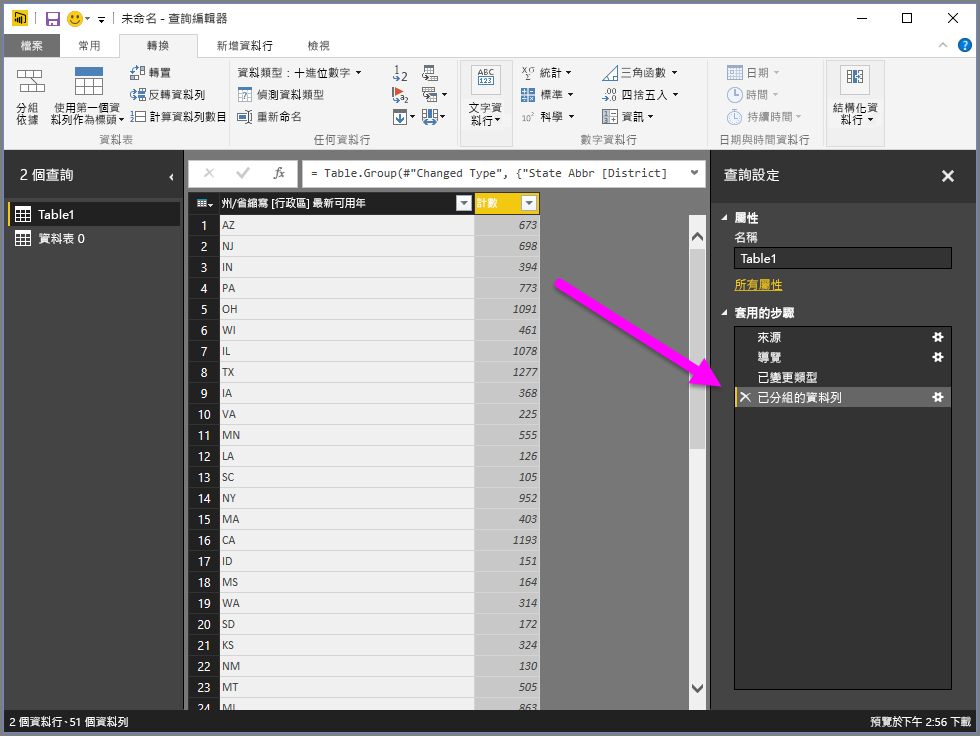 未命名 - 查詢編輯器
檔案 常用 轉換 新增資料行 檢視
分組依據
使用第一個資料列作為標頭
轉置
反轉資料列
計算資料列數目
資料表
資料類型：十進位數字
偵測資料類型
重新命名
任何資料行
ABC
123
文字資料行
統計
標準
科學
三角函數
四捨五入
資訊
數字資料行
日期
時間
持續時間
日期與時間資料行
結構化資料行
2 個查詢
Table1
資料表 0
fx
= Table.Group(#"Changed Type", {"State Abbr [District]
州/省縮寫 [行政區] 最新可用年 計數
1 AZ 673
2 NJ 698
3 IN 394
4 PA 773
5 OH 1091
6 WI 461
7 IL 1078
8 TX 1277
9 IA 368
10 VA 225
11 MN 555
12 LA 126
13 SC 105
14 NY 952
15 MA 403
16 CA 1193
17 ID 151
18 MS 164
19 WA 314
20 SD 172
21 KS 324
22 NM 130
23 MT 505
24 MI 863
查詢設定
屬性
名稱
Table1
所有屬性
套用的步驟
來源
導覽
已變更類型
已分組的資料列
2 個資料行、51 個資料列
預覽於下午 2:56 下載